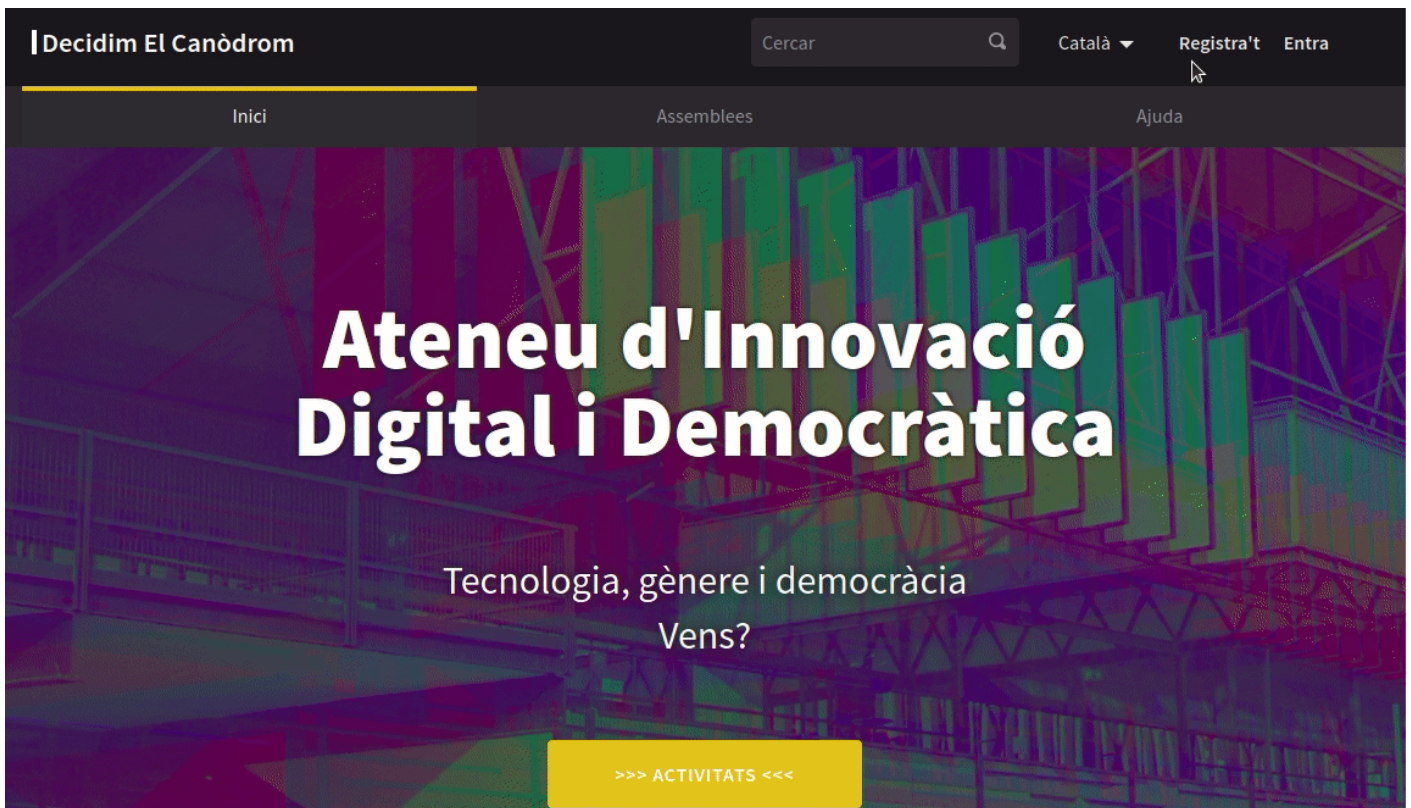 Decidim El Canòdrom
Cercar
Català
Registra't
Entra
Inici
Assemblees
Ajuda
Ateneu d'Innovació
Digital i Democràtica
Tecnologia, gènere i democràcia
Vens?
>>> ACTIVITATS <<<